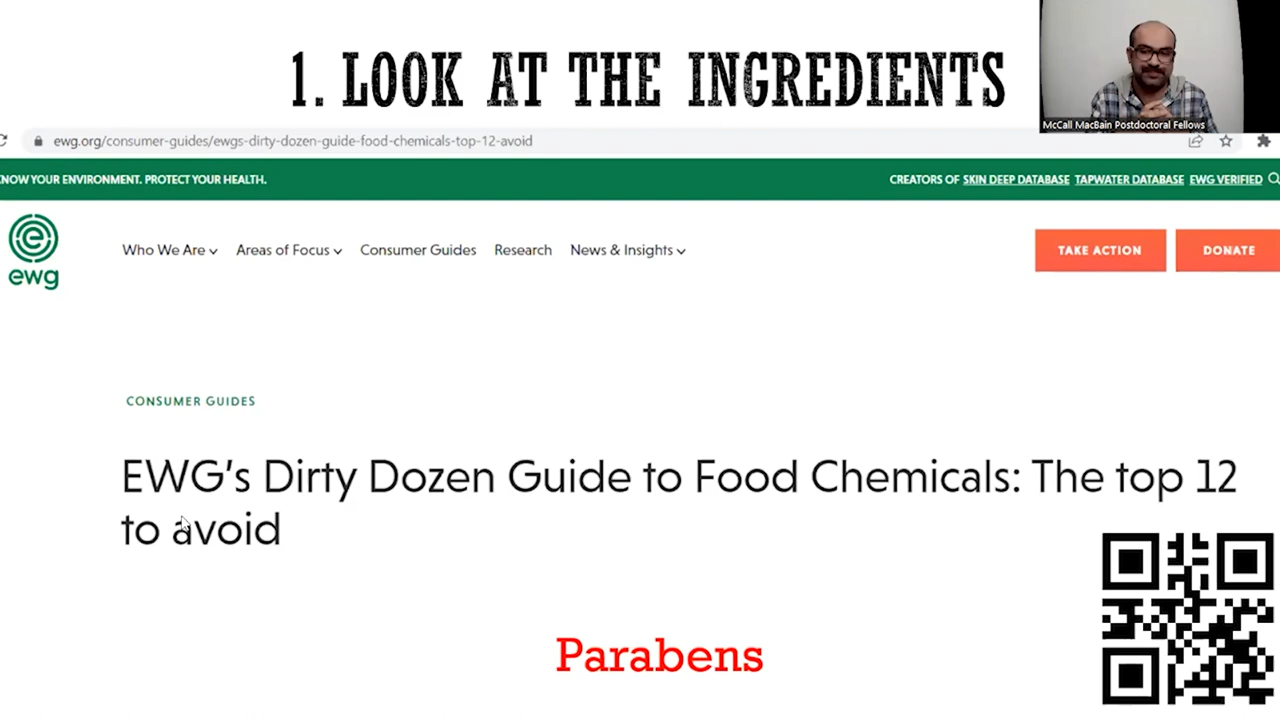 1. LOOK AT THE INGREDIENTS
McCall MacBain Postdoctoral Fellows
ewg.org/consumer-guides/ewgs-dirty-dozen-guide-food-chemicals-top-12-avoid
KNOW YOUR ENVIRONMENT. PROTECT YOUR HEALTH.
CREATORS OF SKIN DEEP DATABASE TAPWATER DATABASE EWG VERIFIED
ewg
Who We Are Areas of Focus Consumer Guides Research News & Insights
TAKE ACTION DONATE
CONSUMER GUIDES
EWG's Dirty Dozen Guide to Food Chemicals: The top 12
to avoid
Parabens